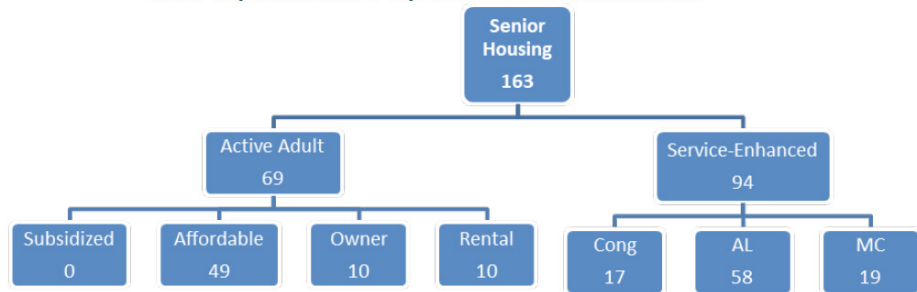 Senior
Housing
163
Active Adult
69
Service-Enhanced
94
Subsidized
0
Affordable
49
Owner
10
Rental
10
Cong
17
AL
58
MC
19